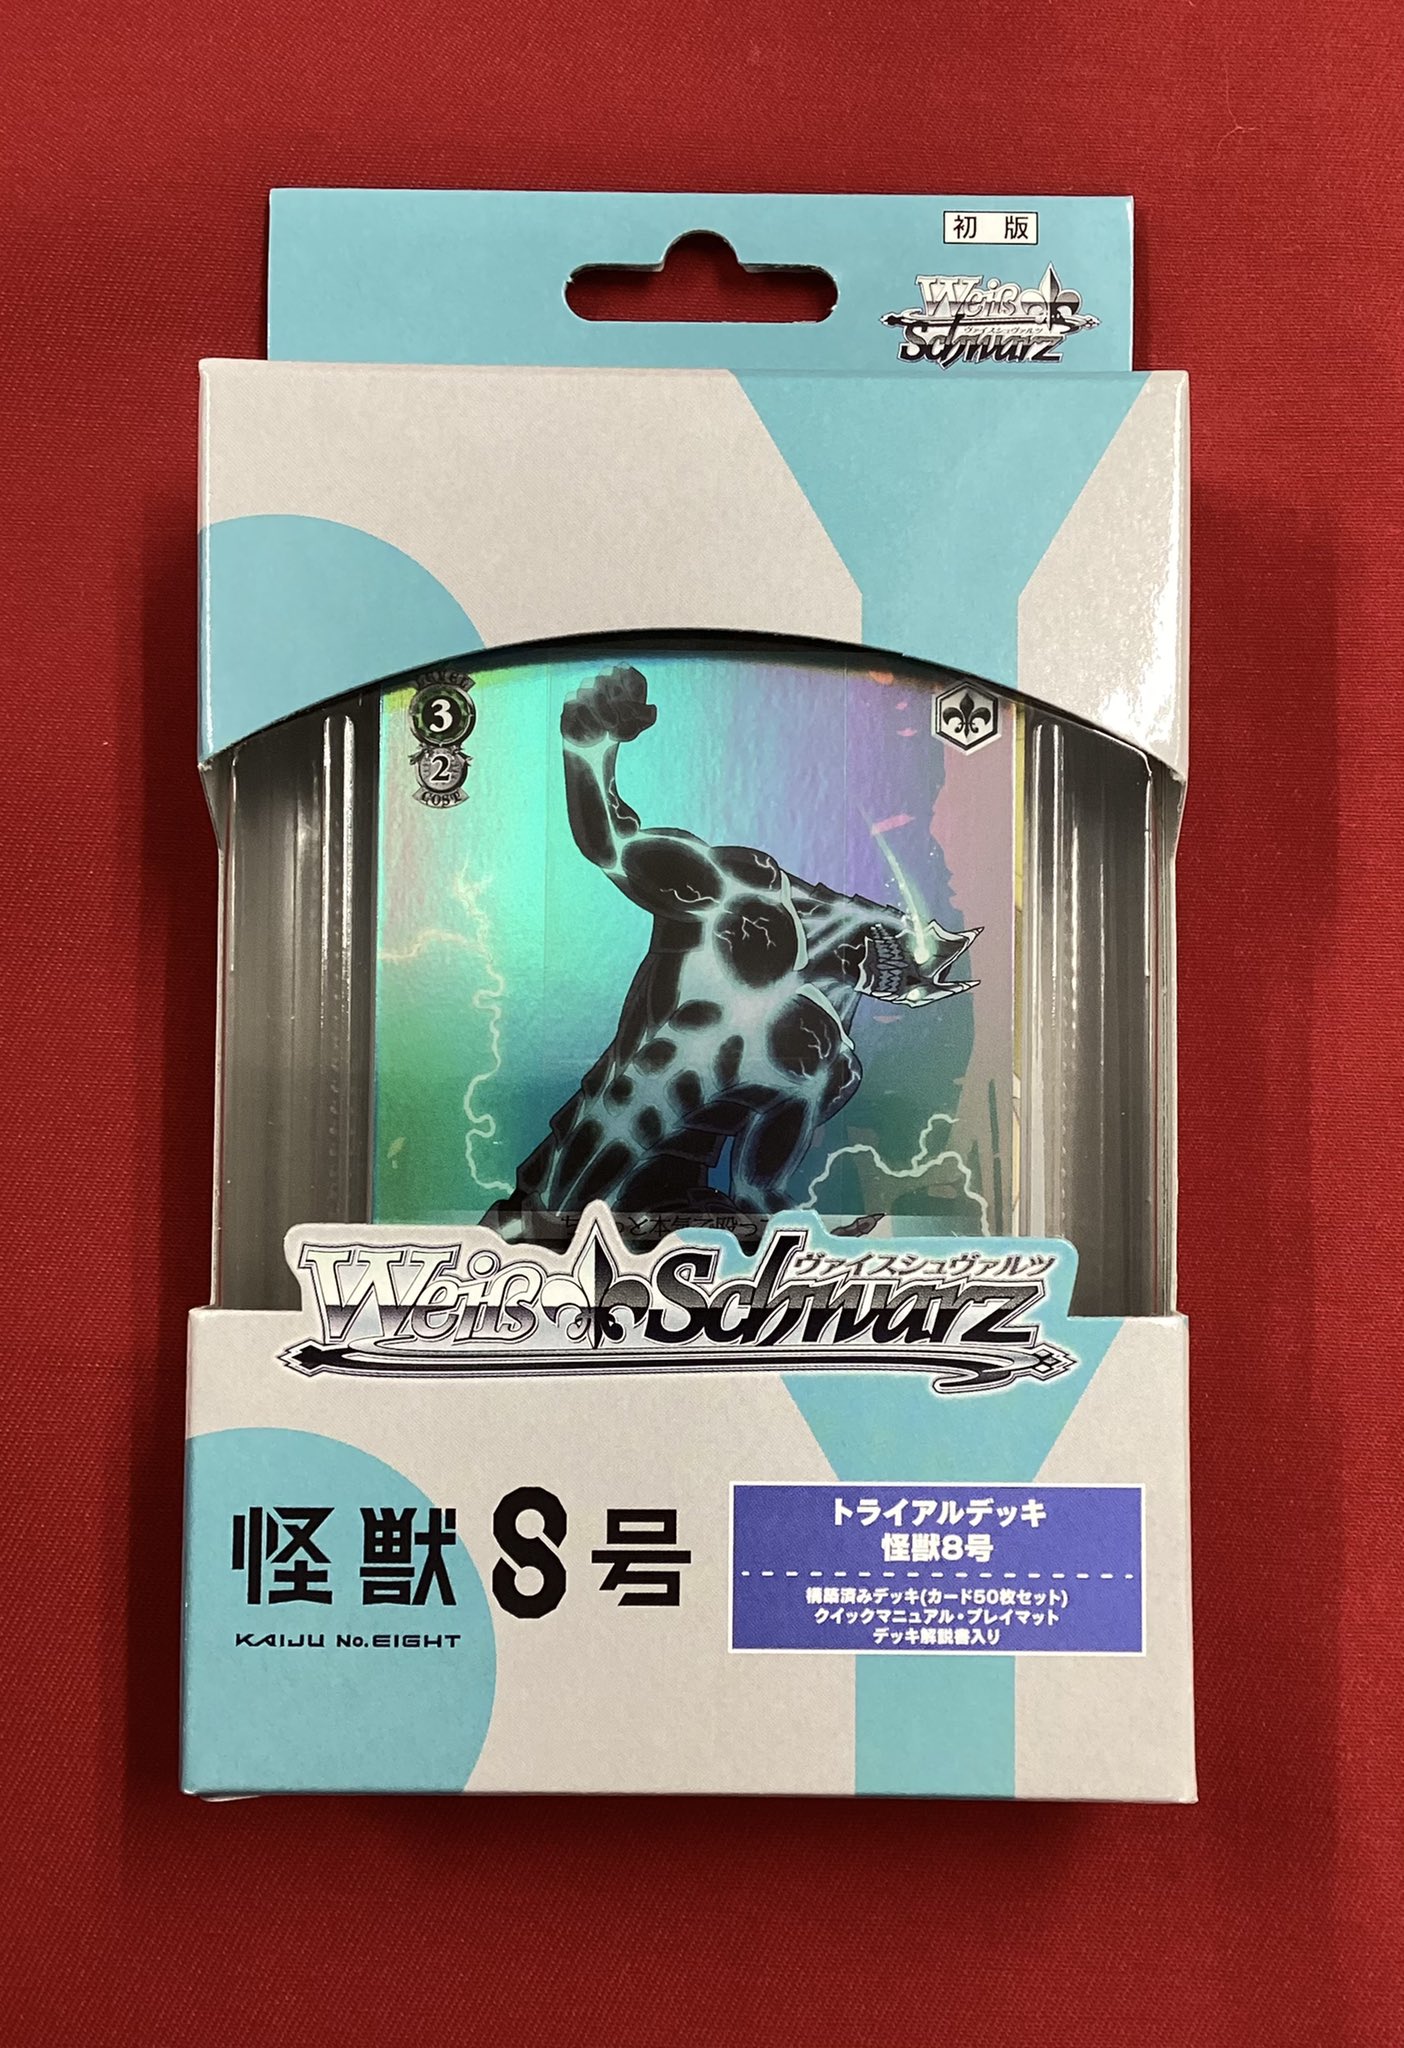 初版
Weiß Schwarz
ヴァイスシュヴァルツ
LEVEL
3
2
COST
Weiß Schwarz
ヴァイスシュヴァルツ
怪獣8号
KAIJU No.EIGHT
トライアルデッキ
怪獣8号
構築済みデッキ(カード50枚セット)
クイックマニュアル・プレイマット
デッキ解説書入り